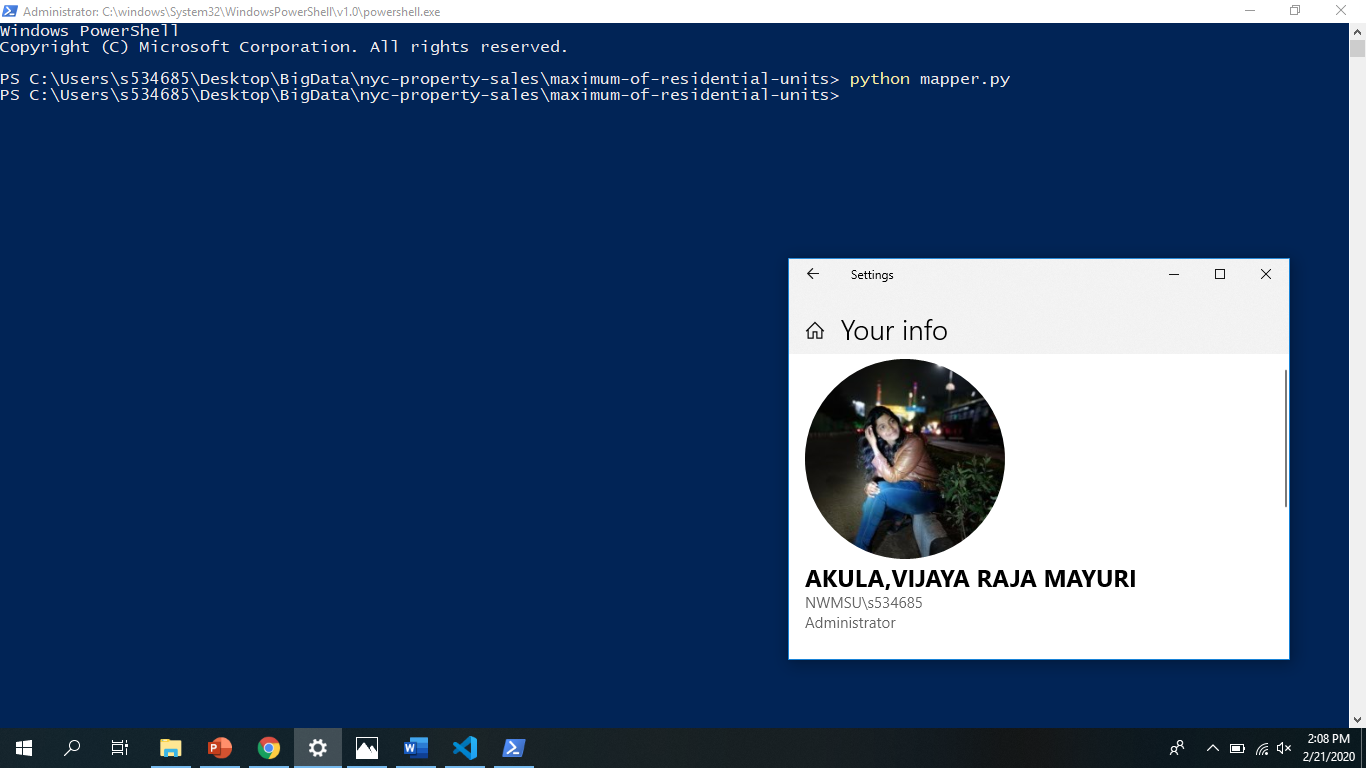 Administrator: C:\windows\System32\WindowsPowerShell\v1.0\powershell.exe
Windows PowerShell
Copyright (C) Microsoft Corporation. All rights reserved.
PS C:\Users\s534685\Desktop\BigData\nyc-property-sales\maximum-of-residential-units> python mapper.py
PS C:\Users\s534685\Desktop\BigData\nyc-property-sales\maximum-of-residential-units>
Settings
Your info
AKULA,VIJAYA RAJA MAYURI
NWMSU\s534685
Administrator
2:08 PM
2/21/2020